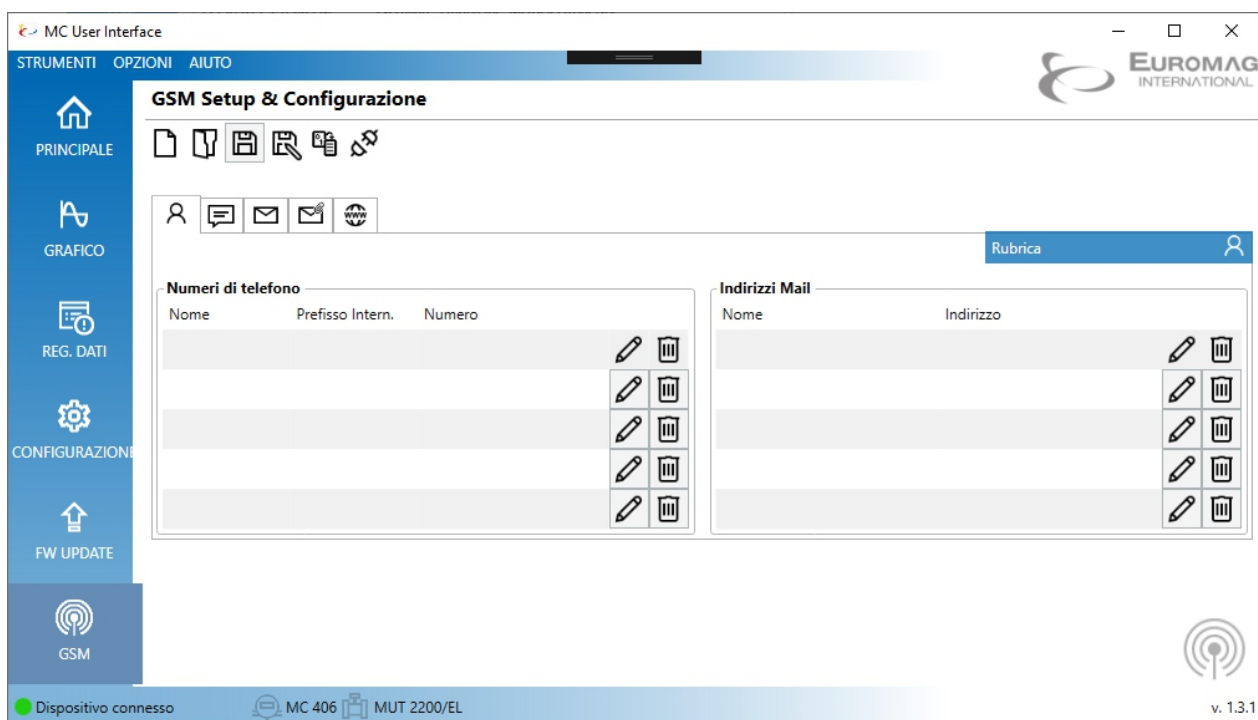 MC User Interface
STRUMENTI OPZIONI AIUTO
EUROMAG
INTERNATIONAL
GSM Setup & Configurazione
PRINCIPALE
GRAFICO
REG. DATI
CONFIGURAZIONE
FW UPDATE
GSM
www
Rubrica
Numeri di telefono
Nome Prefisso Intern. Numero
Indirizzi Mail
Nome Indirizzo
Dispositivo connesso MC 406 MUT 2200/EL v. 1.3.1